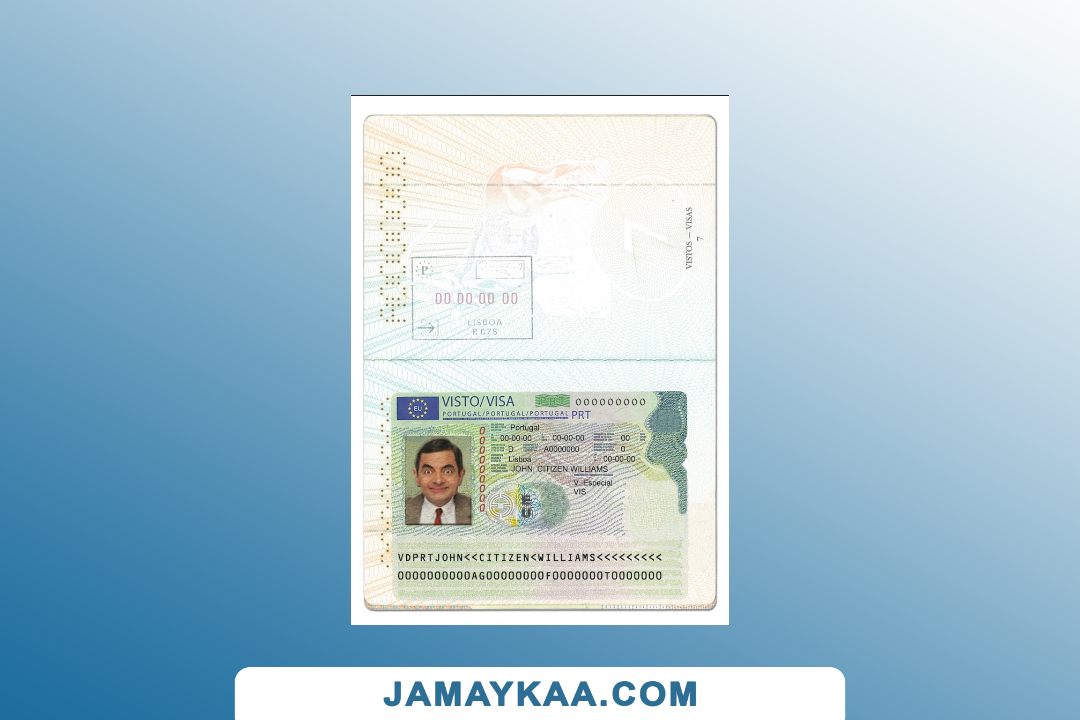 VISTOS — VISAS
7
7
P
00 00 00 00
LISBOA
VISTO/VISA
000000000
PORTUGAL/PORTUGAL/PORTUGAL PRT
EU
Portugal
00-00-00 00-00-00 00
D A0000000 0
Lisboa 00-00-00
JOHN CITIZEN WILLIAMS
V. Especial
VIS
VDPRTJOHN<<CITIZEN<WILLIAMS<<<<<<<<<
JAMAYKAA.COM